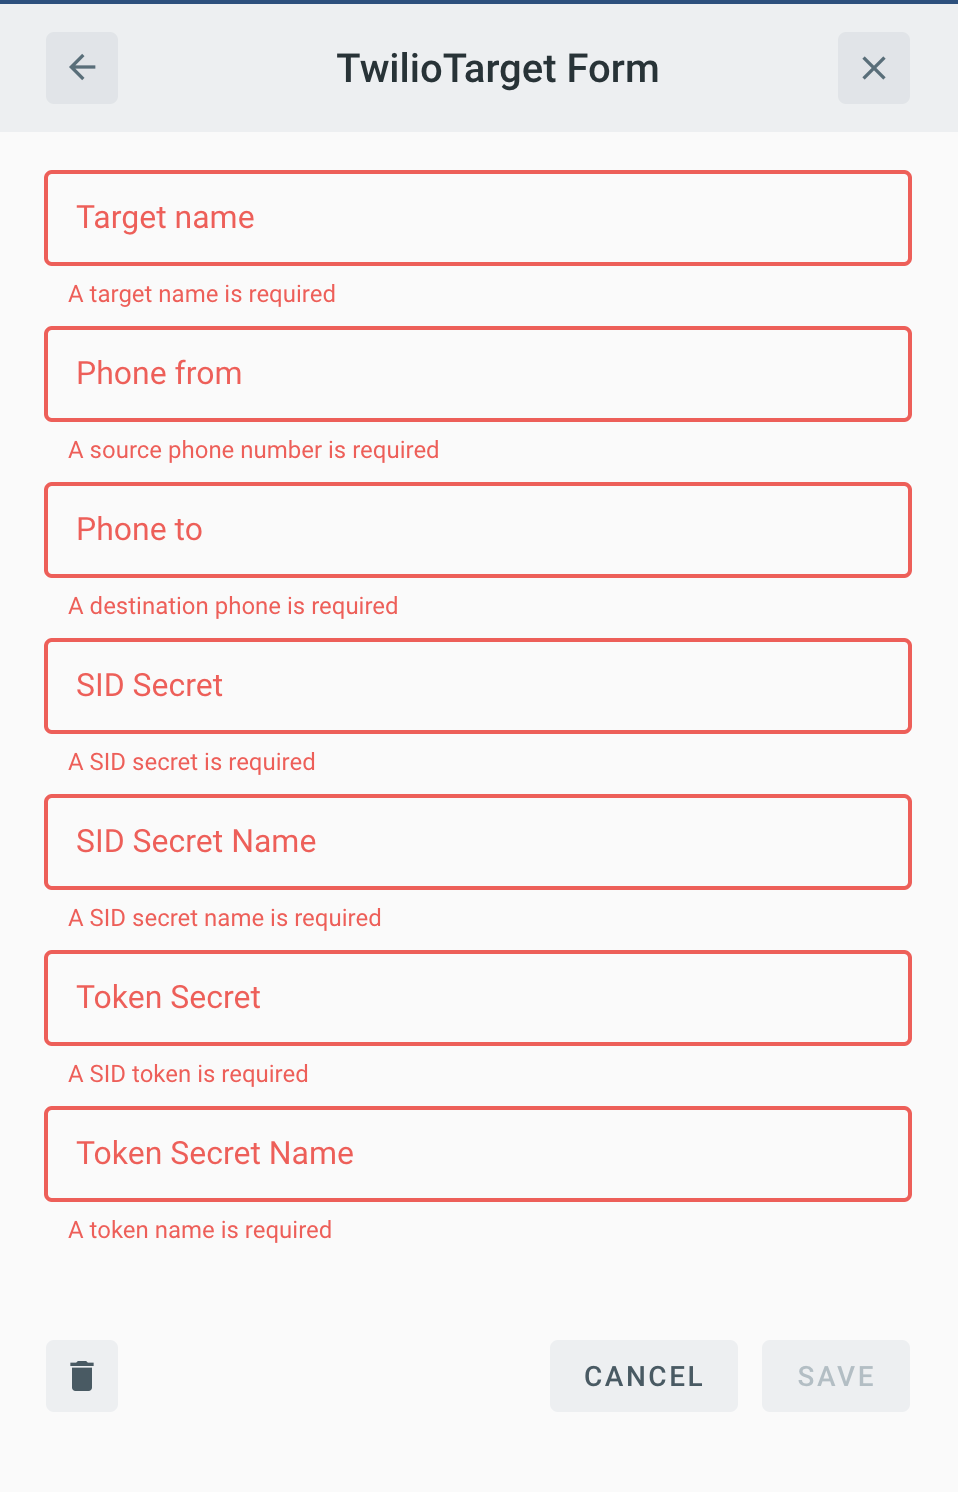 TwilioTarget Form
Target name
A target name is required
Phone from
A source phone number is required
Phone to
A destination phone is required
SID Secret
A SID secret is required
SID Secret Name
A SID secret name is required
Token Secret
A SID token is required
Token Secret Name
A token name is required
CANCEL SAVE